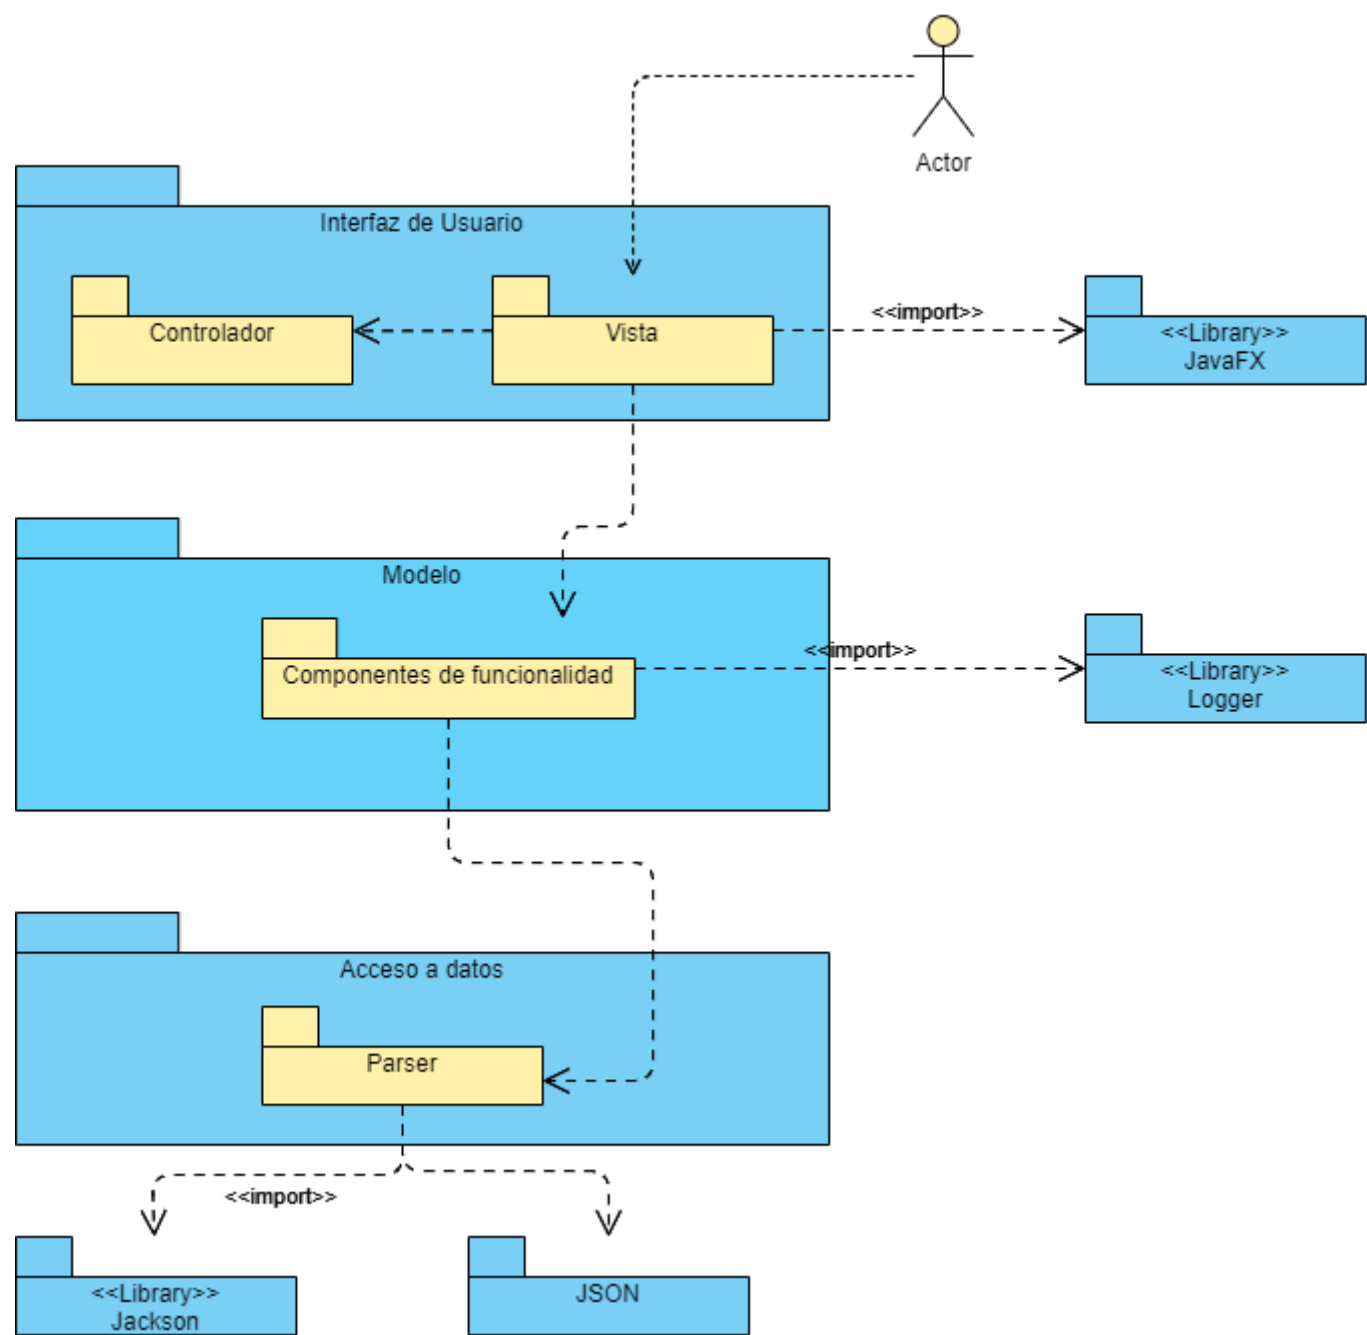 Actor
Interfaz de Usuario
Controlador
Vista
<<import>>
<<Library>>
JavaFX
Modelo
Componentes de funcionalidad
<<import>>
<<Library>>
Logger
Acceso a datos
Parser
<<import>>
<<Library>>
Jackson
JSON